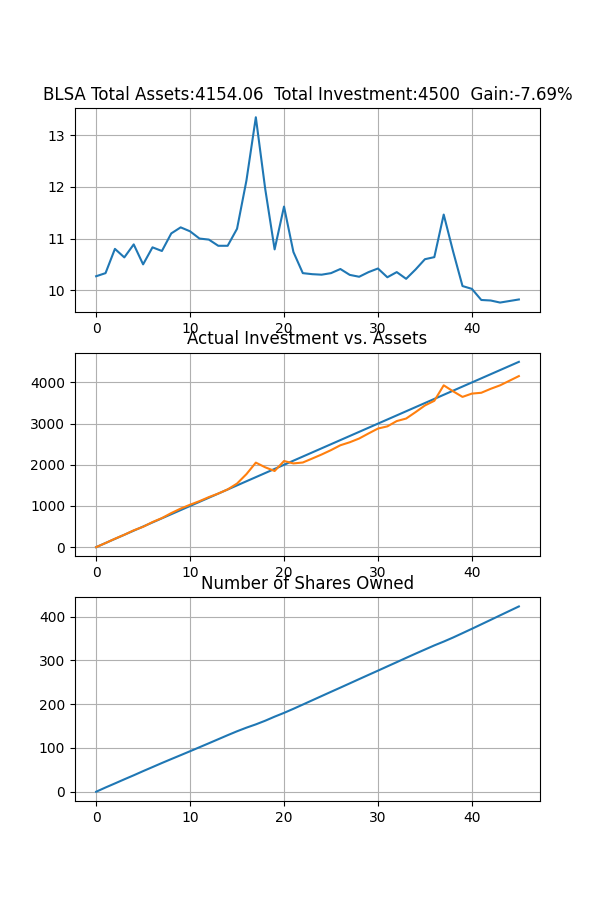 BLSA Total Assets:4154.06  Total Investment:4500  Gain:-7.69%
13
12
11
10
0 10 20 30 40
Actual Investment vs. Assets
4000
3000
2000
1000
0
0 10 20 30 40
Number of Shares Owned
400
300
200
100
0
0 10 20 30 40